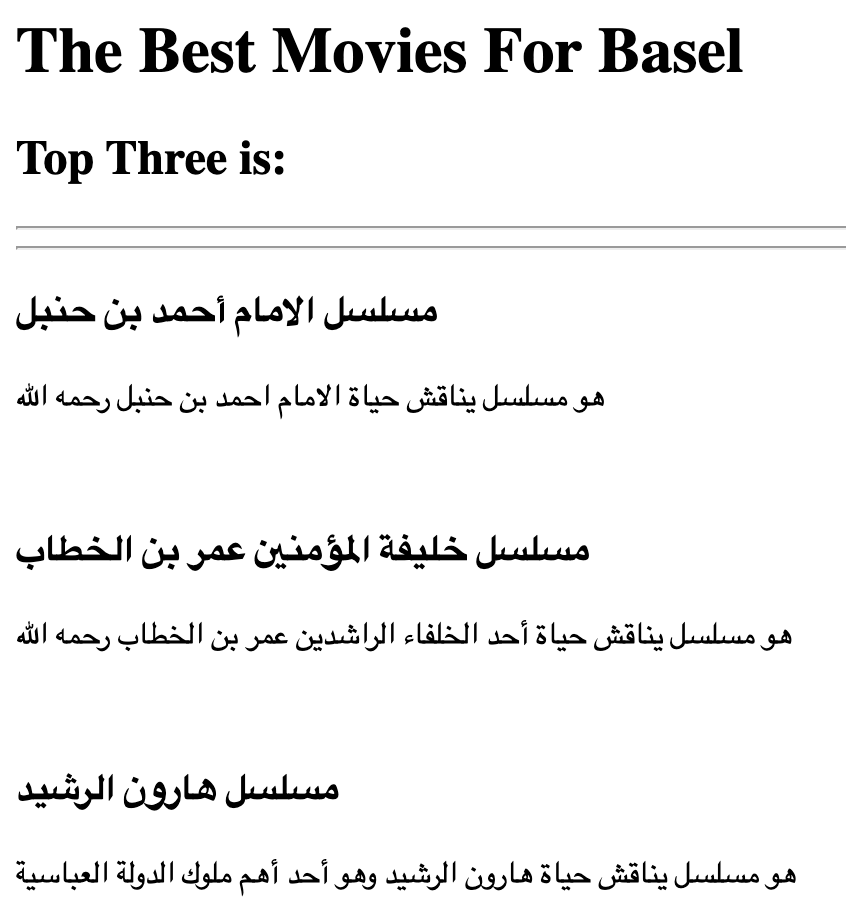 The Best Movies For Basel
Top Three is:
مسلسل الامام أحمد بن حنبل
هو مسلسل يناقش حياة الامام احمد بن حنبل رحمه الله
مسلسل خليفة المؤمنين عمر بن الخطاب
هو مسلسل يناقش حياة أحد الخلفاء الراشدين عمر بن الخطاب رحمه الله
مسلسل هارون الرشيد
هو مسلسل يناقش حياة هارون الرشيد وهو أحد أهم ملوك الدولة العباسية